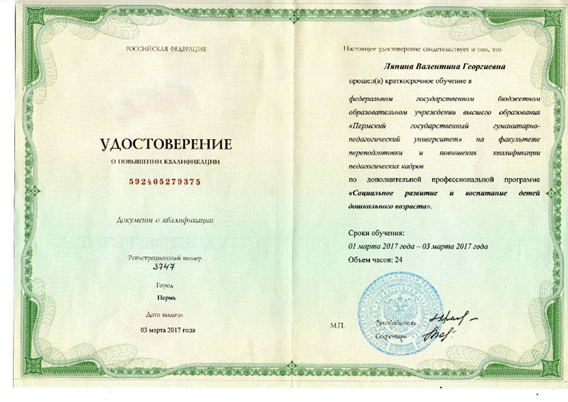 РОССИЙСКАЯ ФЕДЕРАЦИЯ
УДОСТОВЕРЕНИЕ
О ПОВЫШЕНИИ КВАЛИФИКАЦИИ
592405279375
Документ о квалификации
Регистрационный номер
3747
Город
Пермь
Дата выдачи
03 марта 2017 года
Настоящее удостоверение свидетельствует о том, что
Ляпина Валентина Георгиевна
прошел(а) краткосрочное обучение в
федеральном государственном бюджетном
образовательном учреждении высшего образования
«Пермский государственный гуманитарно-
педагогический университет» на факультете
переподготовки и повышения квалификации
педагогических кадров
по дополнительной профессиональной программе
«Социальное развитие и воспитание детей
дошкольного возраста».
Сроки обучения:
01 марта 2017 года – 03 марта 2017 года
Объем часов: 24
М.П.
Руководитель
Секретарь